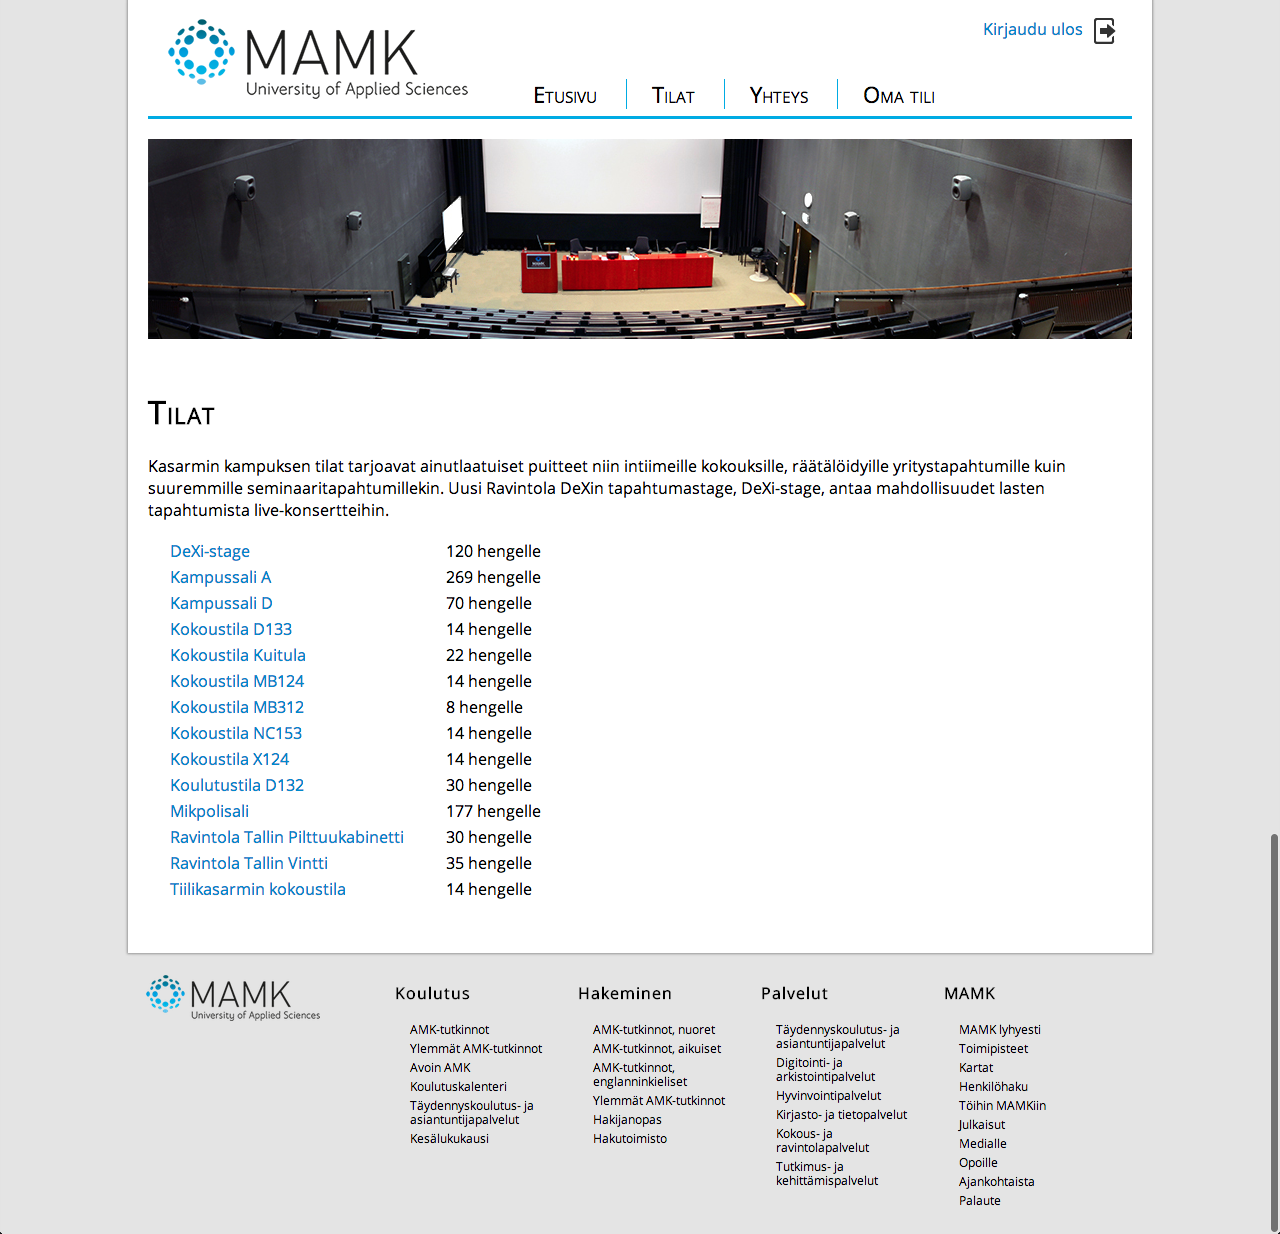 MAMK
University of Applied Sciences
Kirjaudu ulos
Etusivu
Tilat
Yhteys
Oma tili
Tilat
Kasarmin kampuksen tilat tarjoavat ainutlaatuiset puitteet niin intiimeille kokouksille, räätälöidyille yritystapahtumille kuin
suuremmille seminaaritapahtumillekin. Uusi Ravintola DeXin tapahtumastage, DeXi-stage, antaa mahdollisuudet lasten
tapahtumista live-konsertteihin.
DeXi-stage 120 hengelle
Kampussali A 269 hengelle
Kampussali D 70 hengelle
Kokoustila D133 14 hengelle
Kokoustila Kuitula 22 hengelle
Kokoustila MB124 14 hengelle
Kokoustila MB312 8 hengelle
Kokoustila NC153 14 hengelle
Kokoustila X124 14 hengelle
Koulutustila D132 30 hengelle
Mikpolisali 177 hengelle
Ravintola Tallin Pilttuukabinetti 30 hengelle
Ravintola Tallin Vintti 35 hengelle
Tiilikasarmin kokoustila 14 hengelle
MAMK
University of Applied Sciences
Koulutus
AMK-tutkinnot
Ylemmät AMK-tutkinnot
Avoin AMK
Koulutuskalenteri
Täydennyskoulutus- ja
asiantuntijapalvelut
Kesälukukausi
Hakeminen
AMK-tutkinnot, nuoret
AMK-tutkinnot, aikuiset
AMK-tutkinnot,
englanninkieliset
Ylemmät AMK-tutkinnot
Hakijanopas
Hakutoimisto
Palvelut
Täydennyskoulutus- ja
asiantuntijapalvelut
Digitointi- ja
arkistointipalvelut
Hyvinvointipalvelut
Kirjasto- ja tietopalvelut
Kokous- ja
ravintolapalvelut
Tutkimus- ja
kehittämispalvelut
MAMK
MAMK lyhyesti
Toimipisteet
Kartat
Henkilöhaku
Töihin MAMKiin
Julkaisut
Medialle
Opoille
Ajankohtaista
Palaute